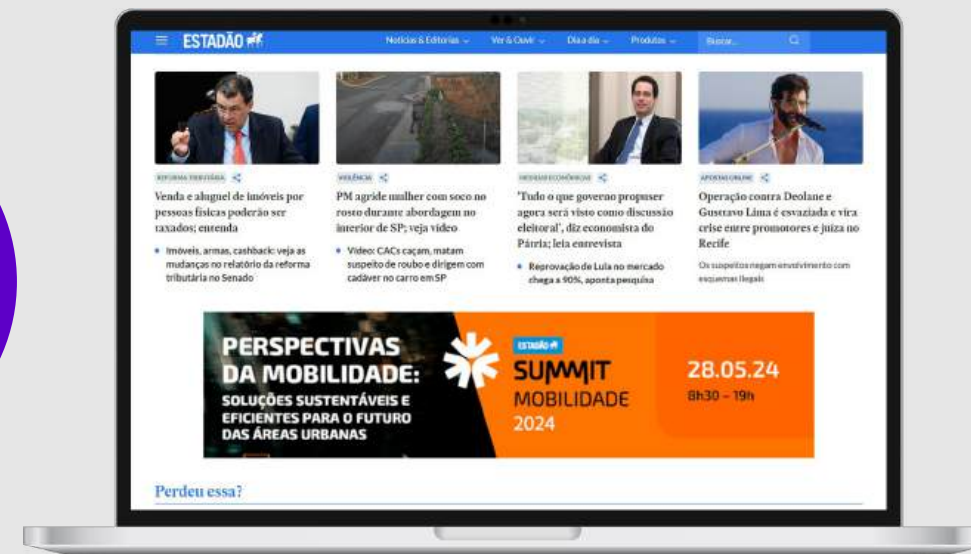 ESTADÃO
Notícias & Editorias
Ver & Ouvir
Dia a dia
Produtos
Buscar...
REFORMA TRIBUTÁRIA
Venda e aluguel de imóveis por
pessoas físicas poderão ser
taxados; entenda
Imóveis, armas, cashback: veja as
mudanças no relatório da reforma
tributária no Senado
VIOLÊNCIA
PM agride mulher com soco no
rosto durante abordagem no
interior de SP; veja vídeo
Vídeo: CACs caçam, matam
suspeito de roubo e dirigem com
cadáver no carro em SP
MEDIDAS ECONÔMICAS
'Tudo o que governo propuser
agora será visto como discussão
eleitoral', diz economista do
Pátria; leia entrevista
Reprovação de Lula no mercado
chega a 90%, aponta pesquisa
APOSTAS ONLINE
Operação contra Deolane e
Gusttavo Lima é esvaziada e vira
crise entre promotores e juíza no
Recife
Os suspeitos negam envolvimento com
esquemas ilegais
PERSPECTIVAS
DA MOBILIDADE:
SOLUÇÕES SUSTENTÁVEIS E
EFICIENTES PARA O FUTURO
DAS ÁREAS URBANAS
ESTADÃO
SUMMIT
MOBILIDADE
2024
28.05.24
8h30 – 19h
Perdeu essa?